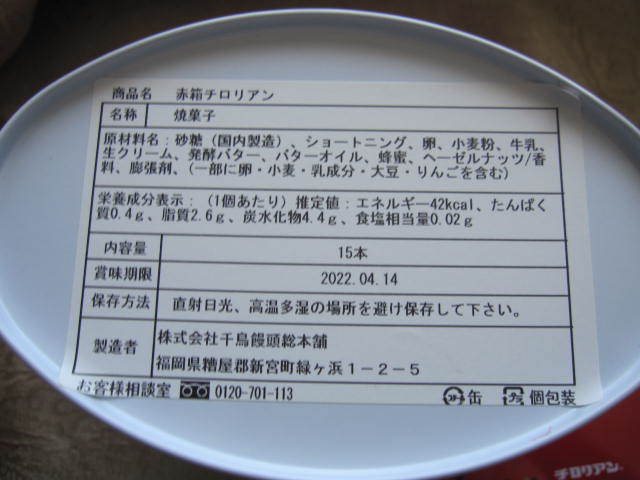 商品名 赤箱チロリアン
名称 焼菓子
原材料名：砂糖（国内製造）、ショートニング、卵、小麦粉、牛乳、
生クリーム、発酵バター、バターオイル、蜂蜜、ヘーゼルナッツ/香
料、膨張剤、（一部に卵・小麦・乳成分・大豆・りんごを含む）
栄養成分表示：（1個あたり）推定値：エネルギー42kcal、たんぱく
質0.4g、脂質2.6g、炭水化物4.4g、食塩相当量0.02g
内容量 15本
賞味期限 2022.04.14
保存方法 直射日光、高温多湿の場所を避け保存して下さい。
製造者 株式会社千鳥饅頭総本舗
福岡県糟屋郡新宮町緑ヶ浜１－２－５
お客様相談室 0120-701-113
缶 プラ 個包装
チロリアン